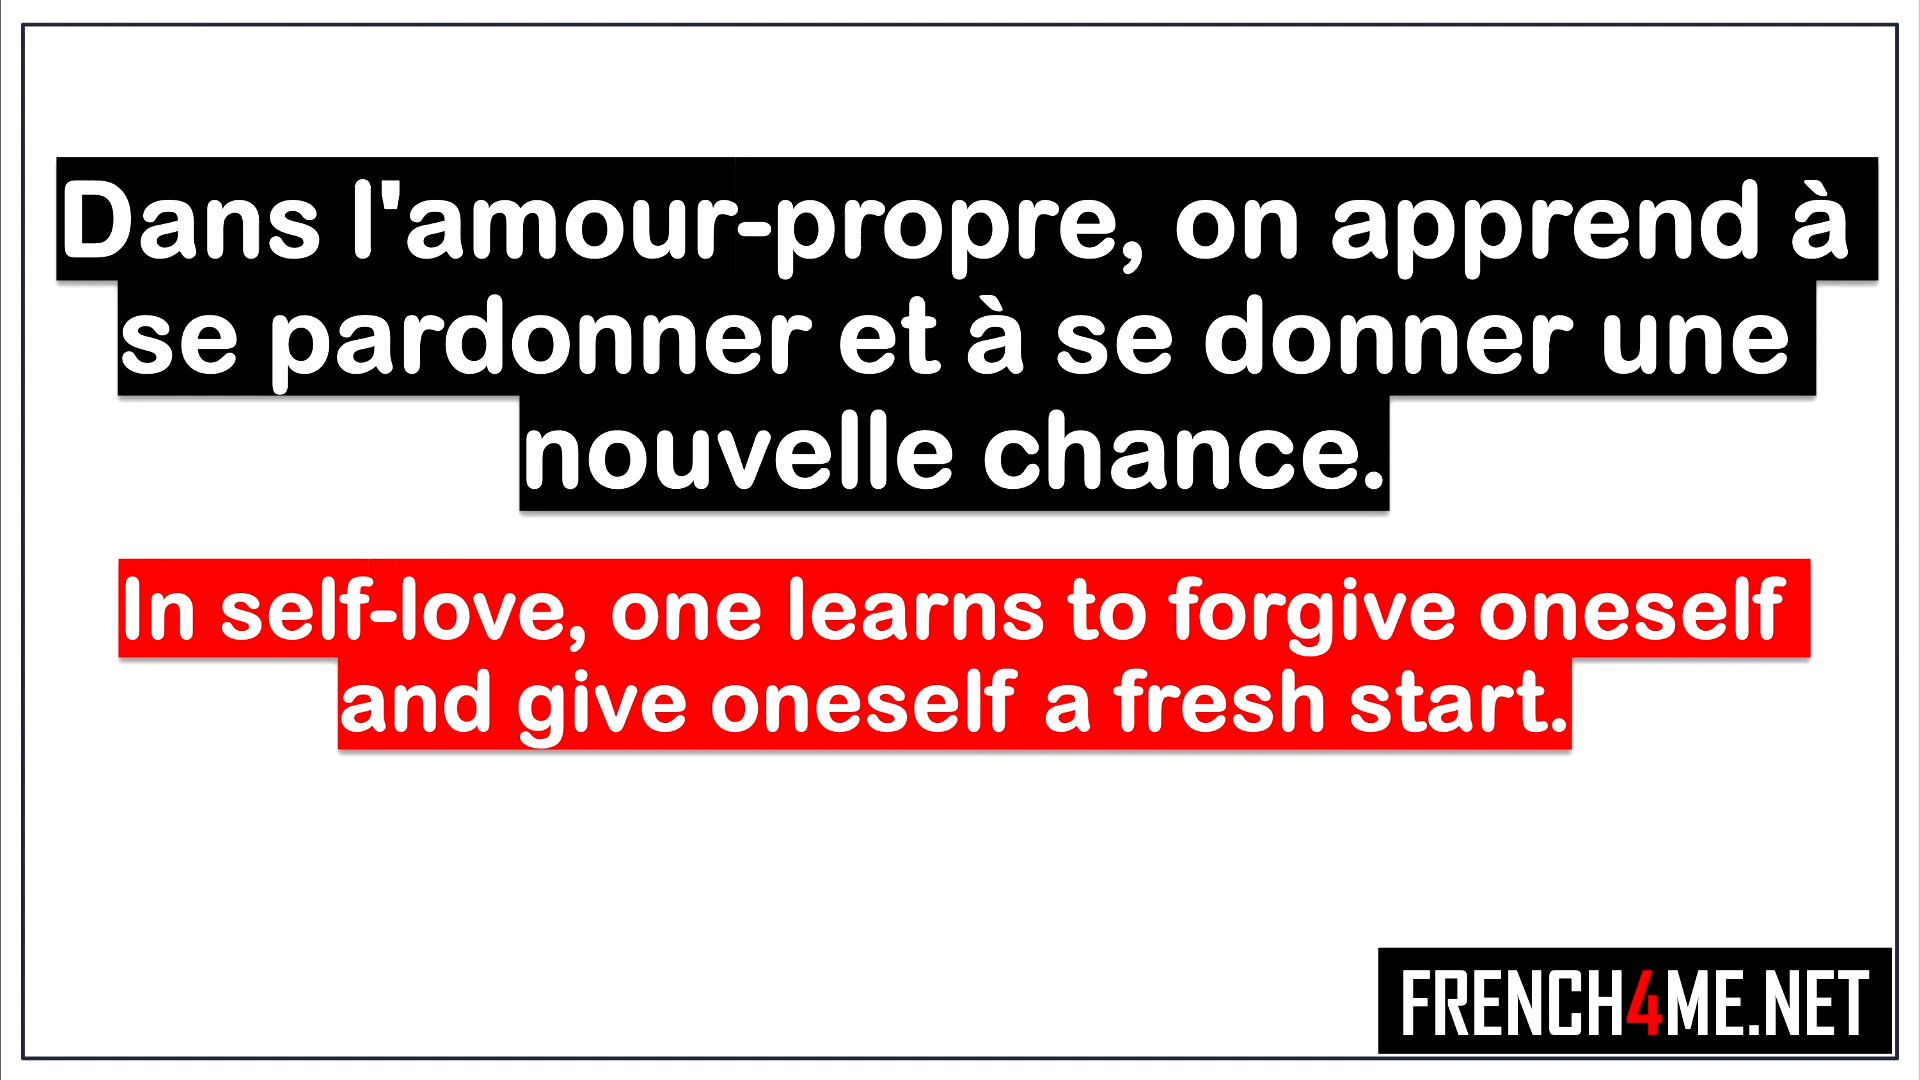 Dans l'amour-propre, on apprend à
se pardonner et à se donner une
nouvelle chance.
In self-love, one learns to forgive oneself
and give oneself a fresh start.
FRENCH4ME.NET